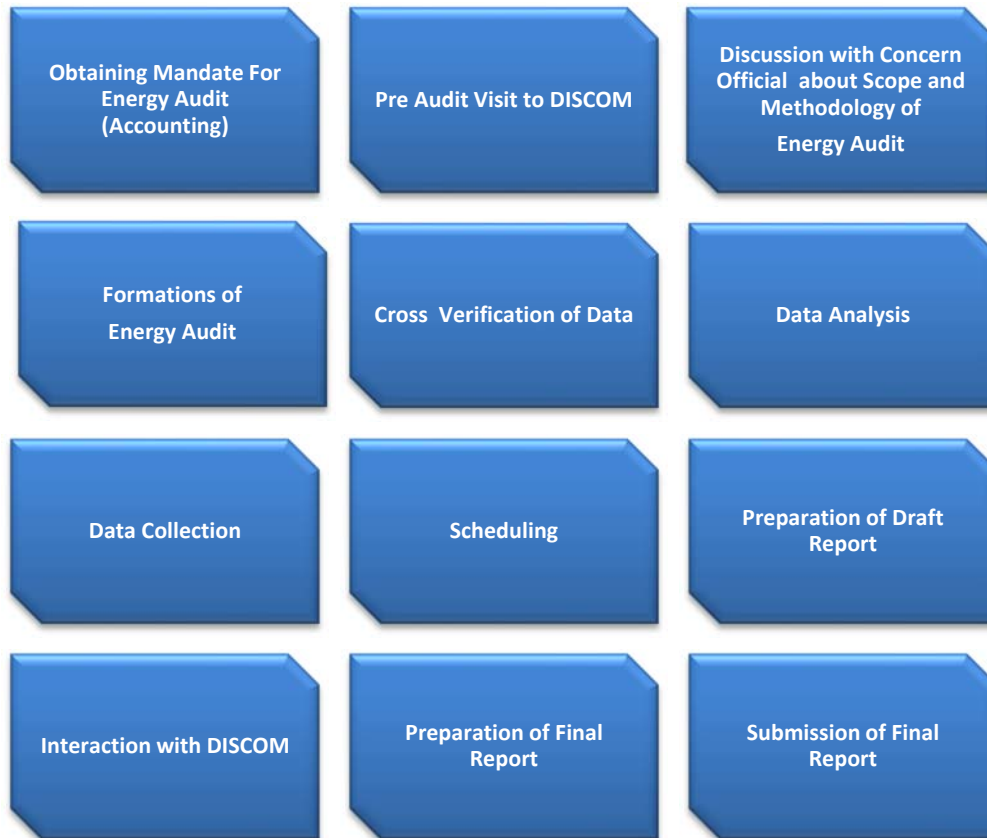 Obtaining Mandate For
Energy Audit
(Accounting)
Pre Audit Visit to DISCOM
Discussion with Concern
Official about Scope and
Methodology of
Energy Audit
Formations of
Energy Audit
Cross Verification of Data
Data Analysis
Data Collection
Scheduling
Preparation of Draft
Report
Interaction with DISCOM
Preparation of Final
Report
Submission of Final
Report